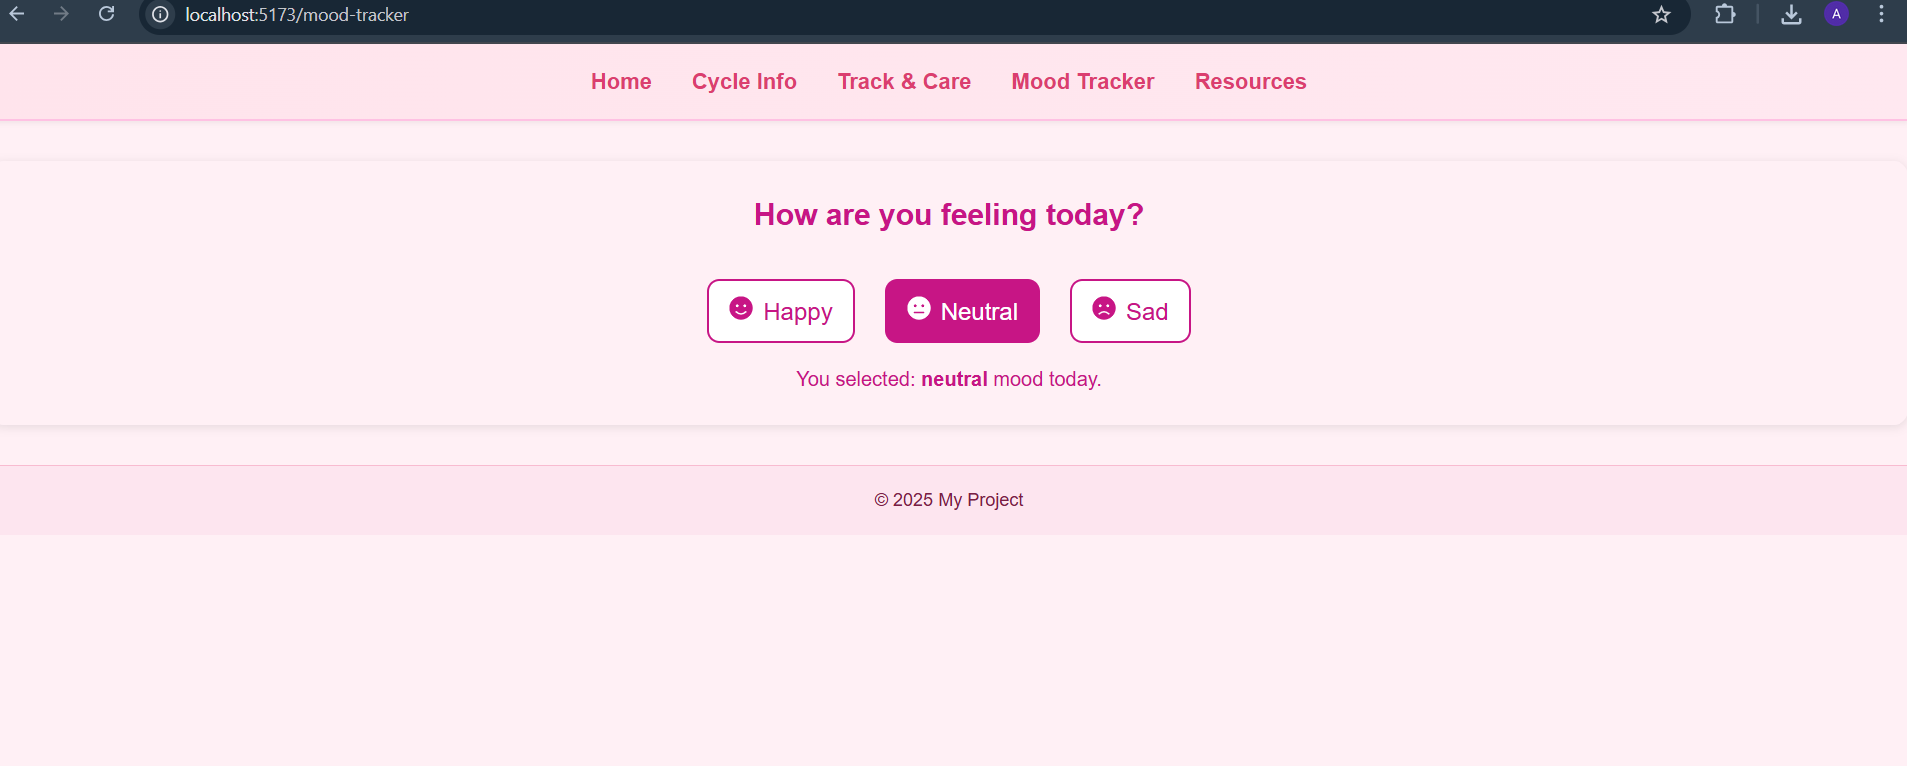 localhost:5173/mood-tracker
A
Home Cycle Info Track & Care Mood Tracker Resources
How are you feeling today?
Happy Neutral Sad
You selected: neutral mood today.
© 2025 My Project